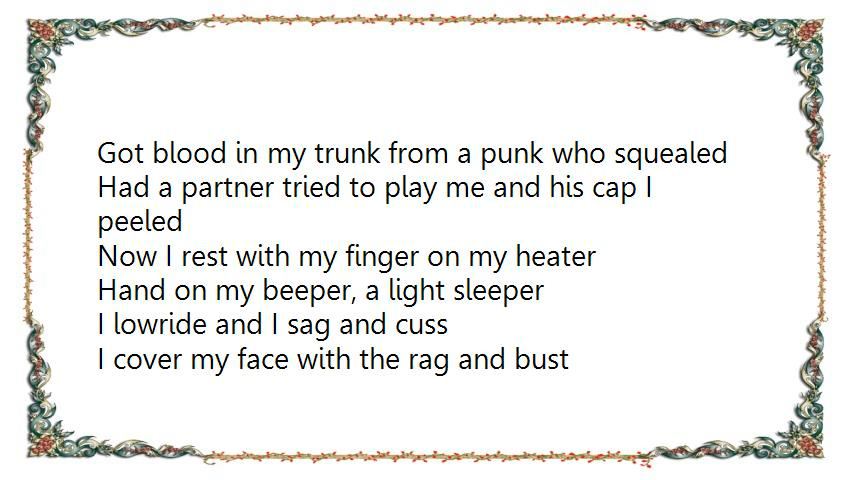 Got blood in my trunk from a punk who squealed
Had a partner tried to play me and his cap I
peeled
Now I rest with my finger on my heater
Hand on my beeper, a light sleeper
I lowride and I sag and cuss
I cover my face with the rag and bust